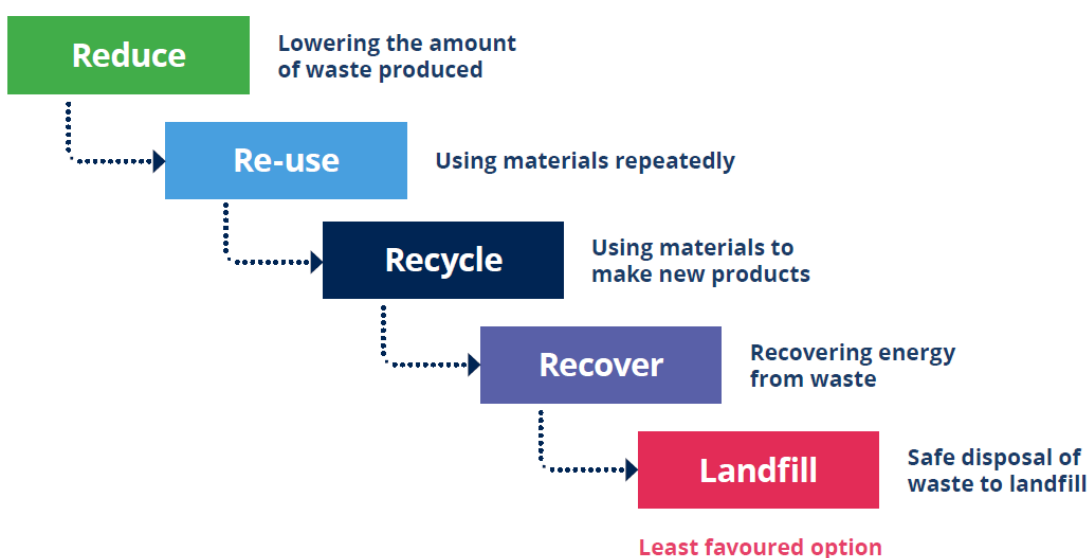 Reduce
Lowering the amount
of waste produced
Re-use
Using materials repeatedly
Recycle
Using materials to
make new products
Recover
Recovering energy
from waste
Landfill
Safe disposal of
waste to landfill
Least favoured option